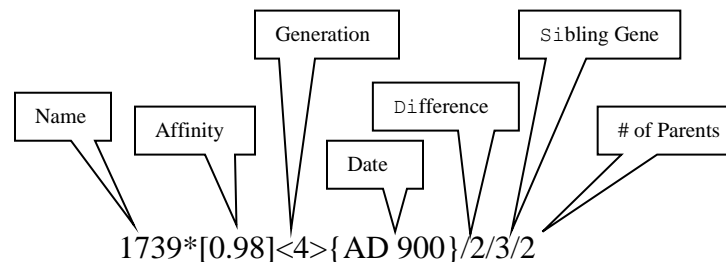 Generation
Sibling Gene
Difference
Name
Affinity
# of Parents
Date
1739*[0.98]<4>{AD 900}/2/3/2